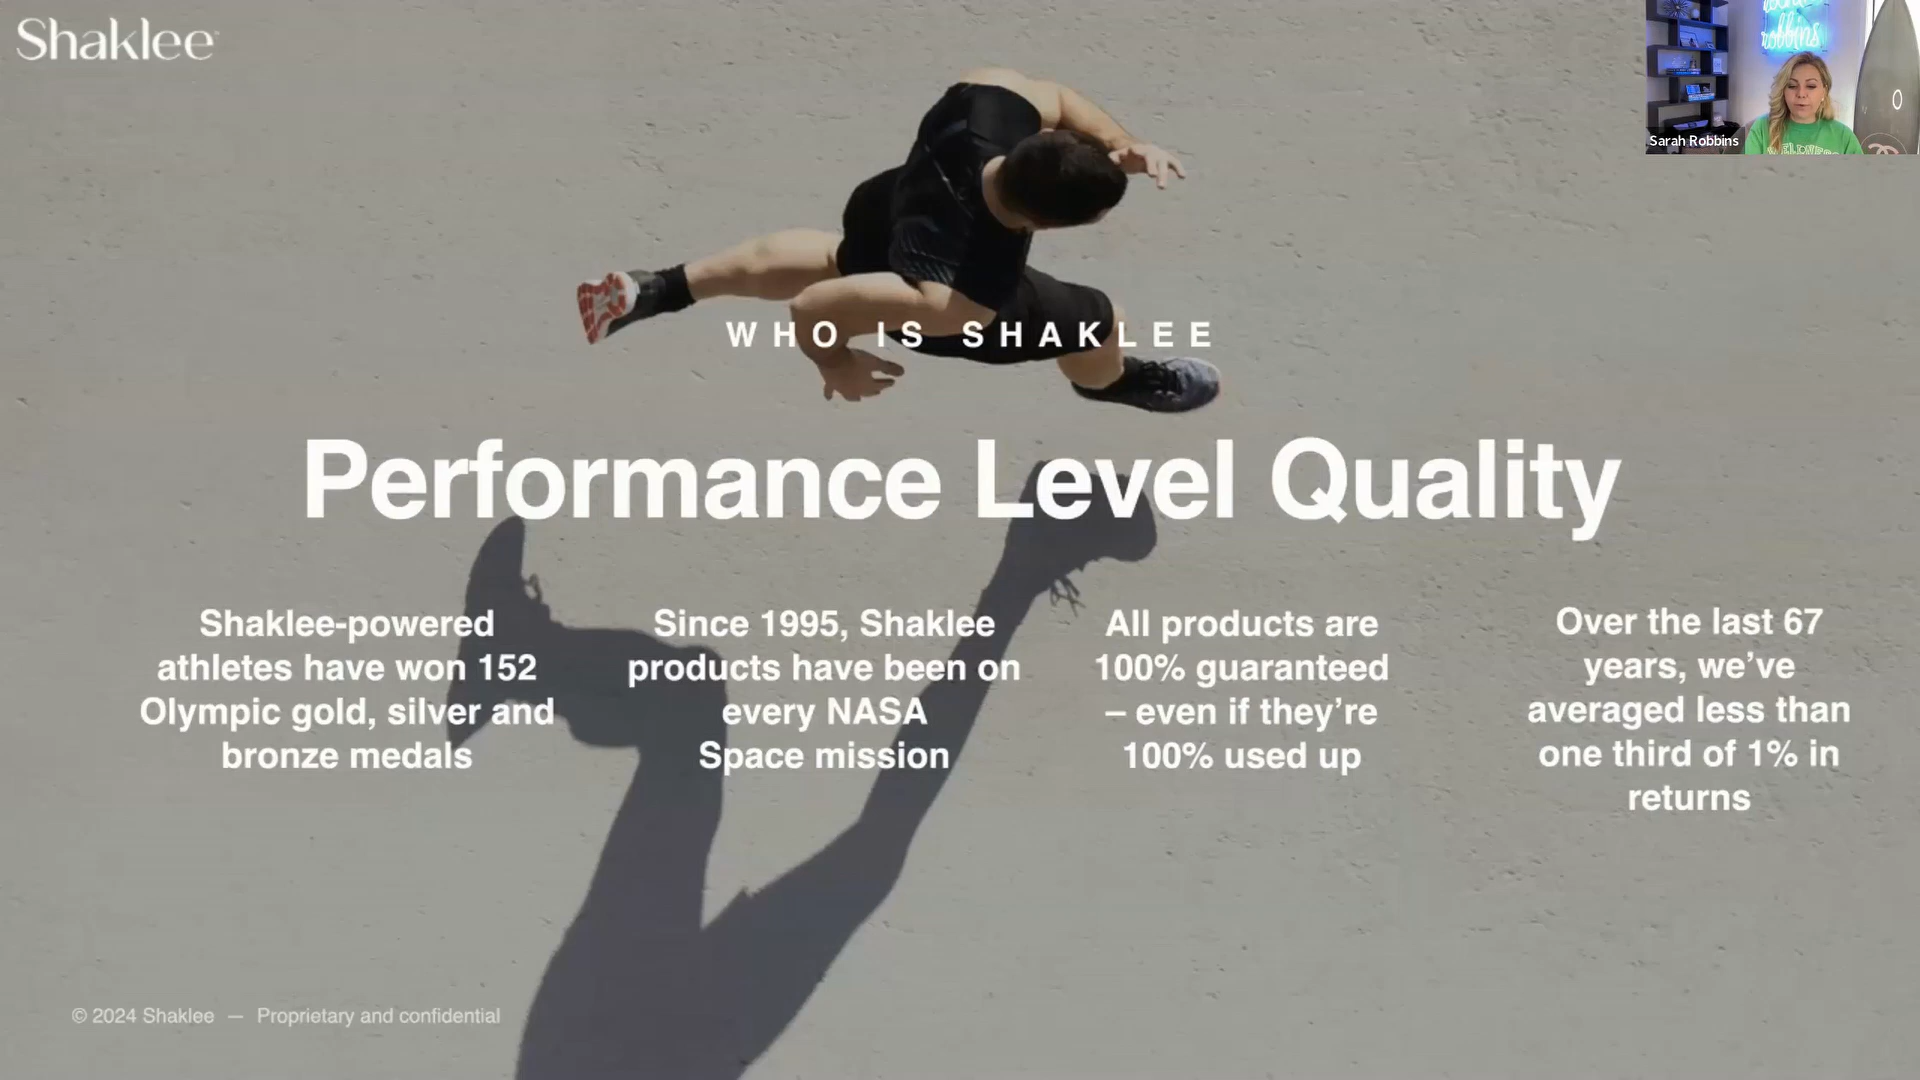 Shaklee
robbins
Sarah Robbins
WHO IS SHAKLEE
Performance Level Quality
Shaklee-powered
athletes have won 152
Olympic gold, silver and
bronze medals
Since 1995, Shaklee
products have been on
every NASA
Space mission
All products are
100% guaranteed
– even if they’re
100% used up
Over the last 67
years, we’ve
averaged less than
one third of 1% in
returns
© 2024 Shaklee — Proprietary and confidential